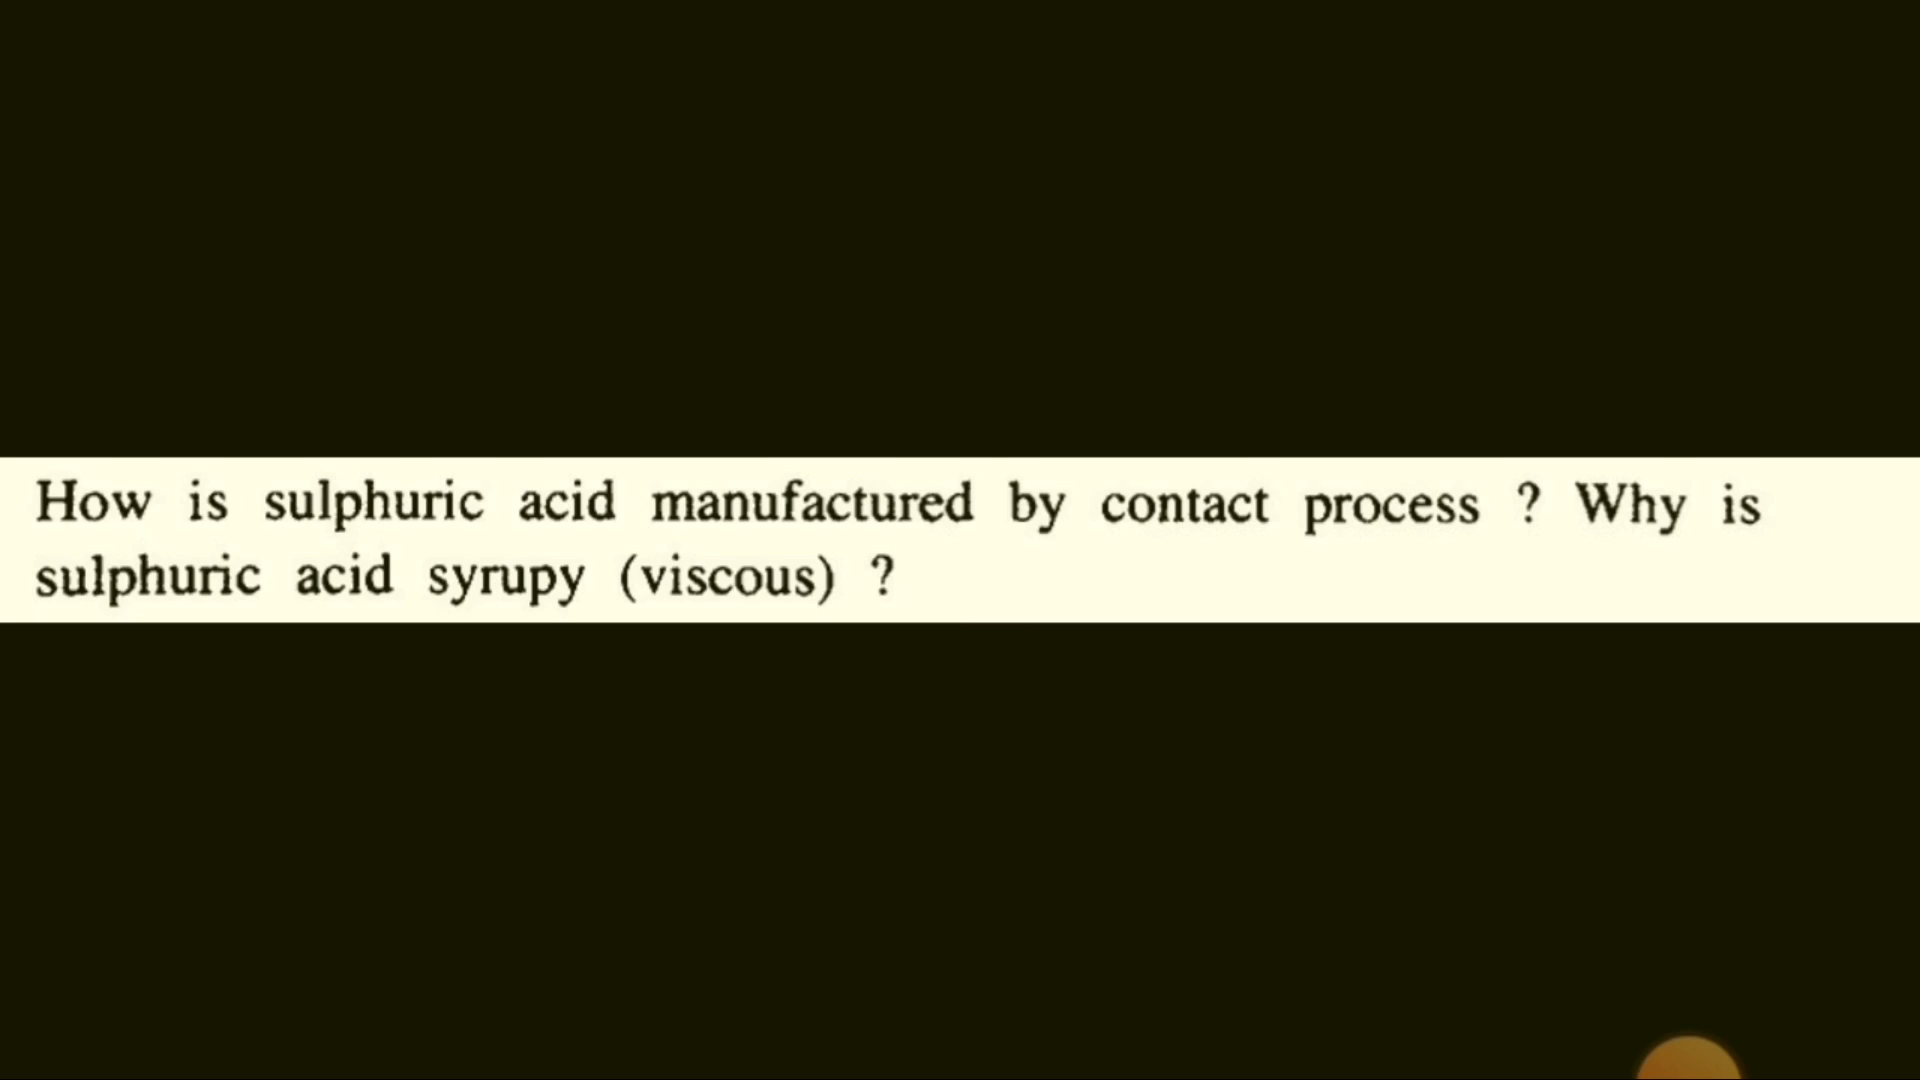 How is sulphuric acid manufactured by contact process ? Why is
sulphuric acid syrupy (viscous) ?